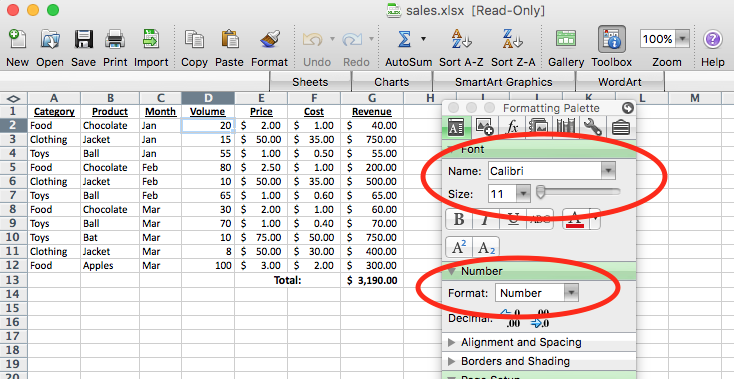 sales.xlsx [Read-Only]
100%
New Open Save Print Import Copy Paste Format Undo Redo AutoSum Sort A-Z Sort Z-A Gallery Toolbox Zoom Help
Sheets Charts SmartArt Graphics WordArt
A B C D E F G H I J K L M N
1 Category Product Month Volume Price Cost Revenue
2 Food Chocolate Jan 20 $ 2.00 $ 1.00 $ 40.00
3 Clothing Jacket Jan 15 $ 50.00 $ 35.00 $ 750.00
4 Toys Ball Jan 55 $ 1.00 $ 0.50 $ 55.00
5 Food Chocolate Feb 80 $ 2.50 $ 1.00 $ 200.00
6 Clothing Jacket Feb 10 $ 50.00 $ 35.00 $ 500.00
7 Toys Ball Feb 65 $ 1.00 $ 0.60 $ 65.00
8 Food Chocolate Mar 30 $ 2.00 $ 1.00 $ 60.00
9 Toys Ball Mar 70 $ 1.00 $ 0.40 $ 70.00
10 Toys Bat Mar 10 $ 75.00 $ 50.00 $ 750.00
11 Clothing Jacket Mar 8 $ 50.00 $ 30.00 $ 400.00
12 Food Apples Mar 100 $ 3.00 $ 2.00 $ 300.00
13 Total: $ 3,190.00
14
15
16
17
18
19
20
Formatting Palette
Font
Name: Calibri
Size: 11
B I U ABC A
A² A₂
Number
Format: Number
Decimal: .0 .00 .0 .00
Alignment and Spacing
Borders and Shading
Page Setup